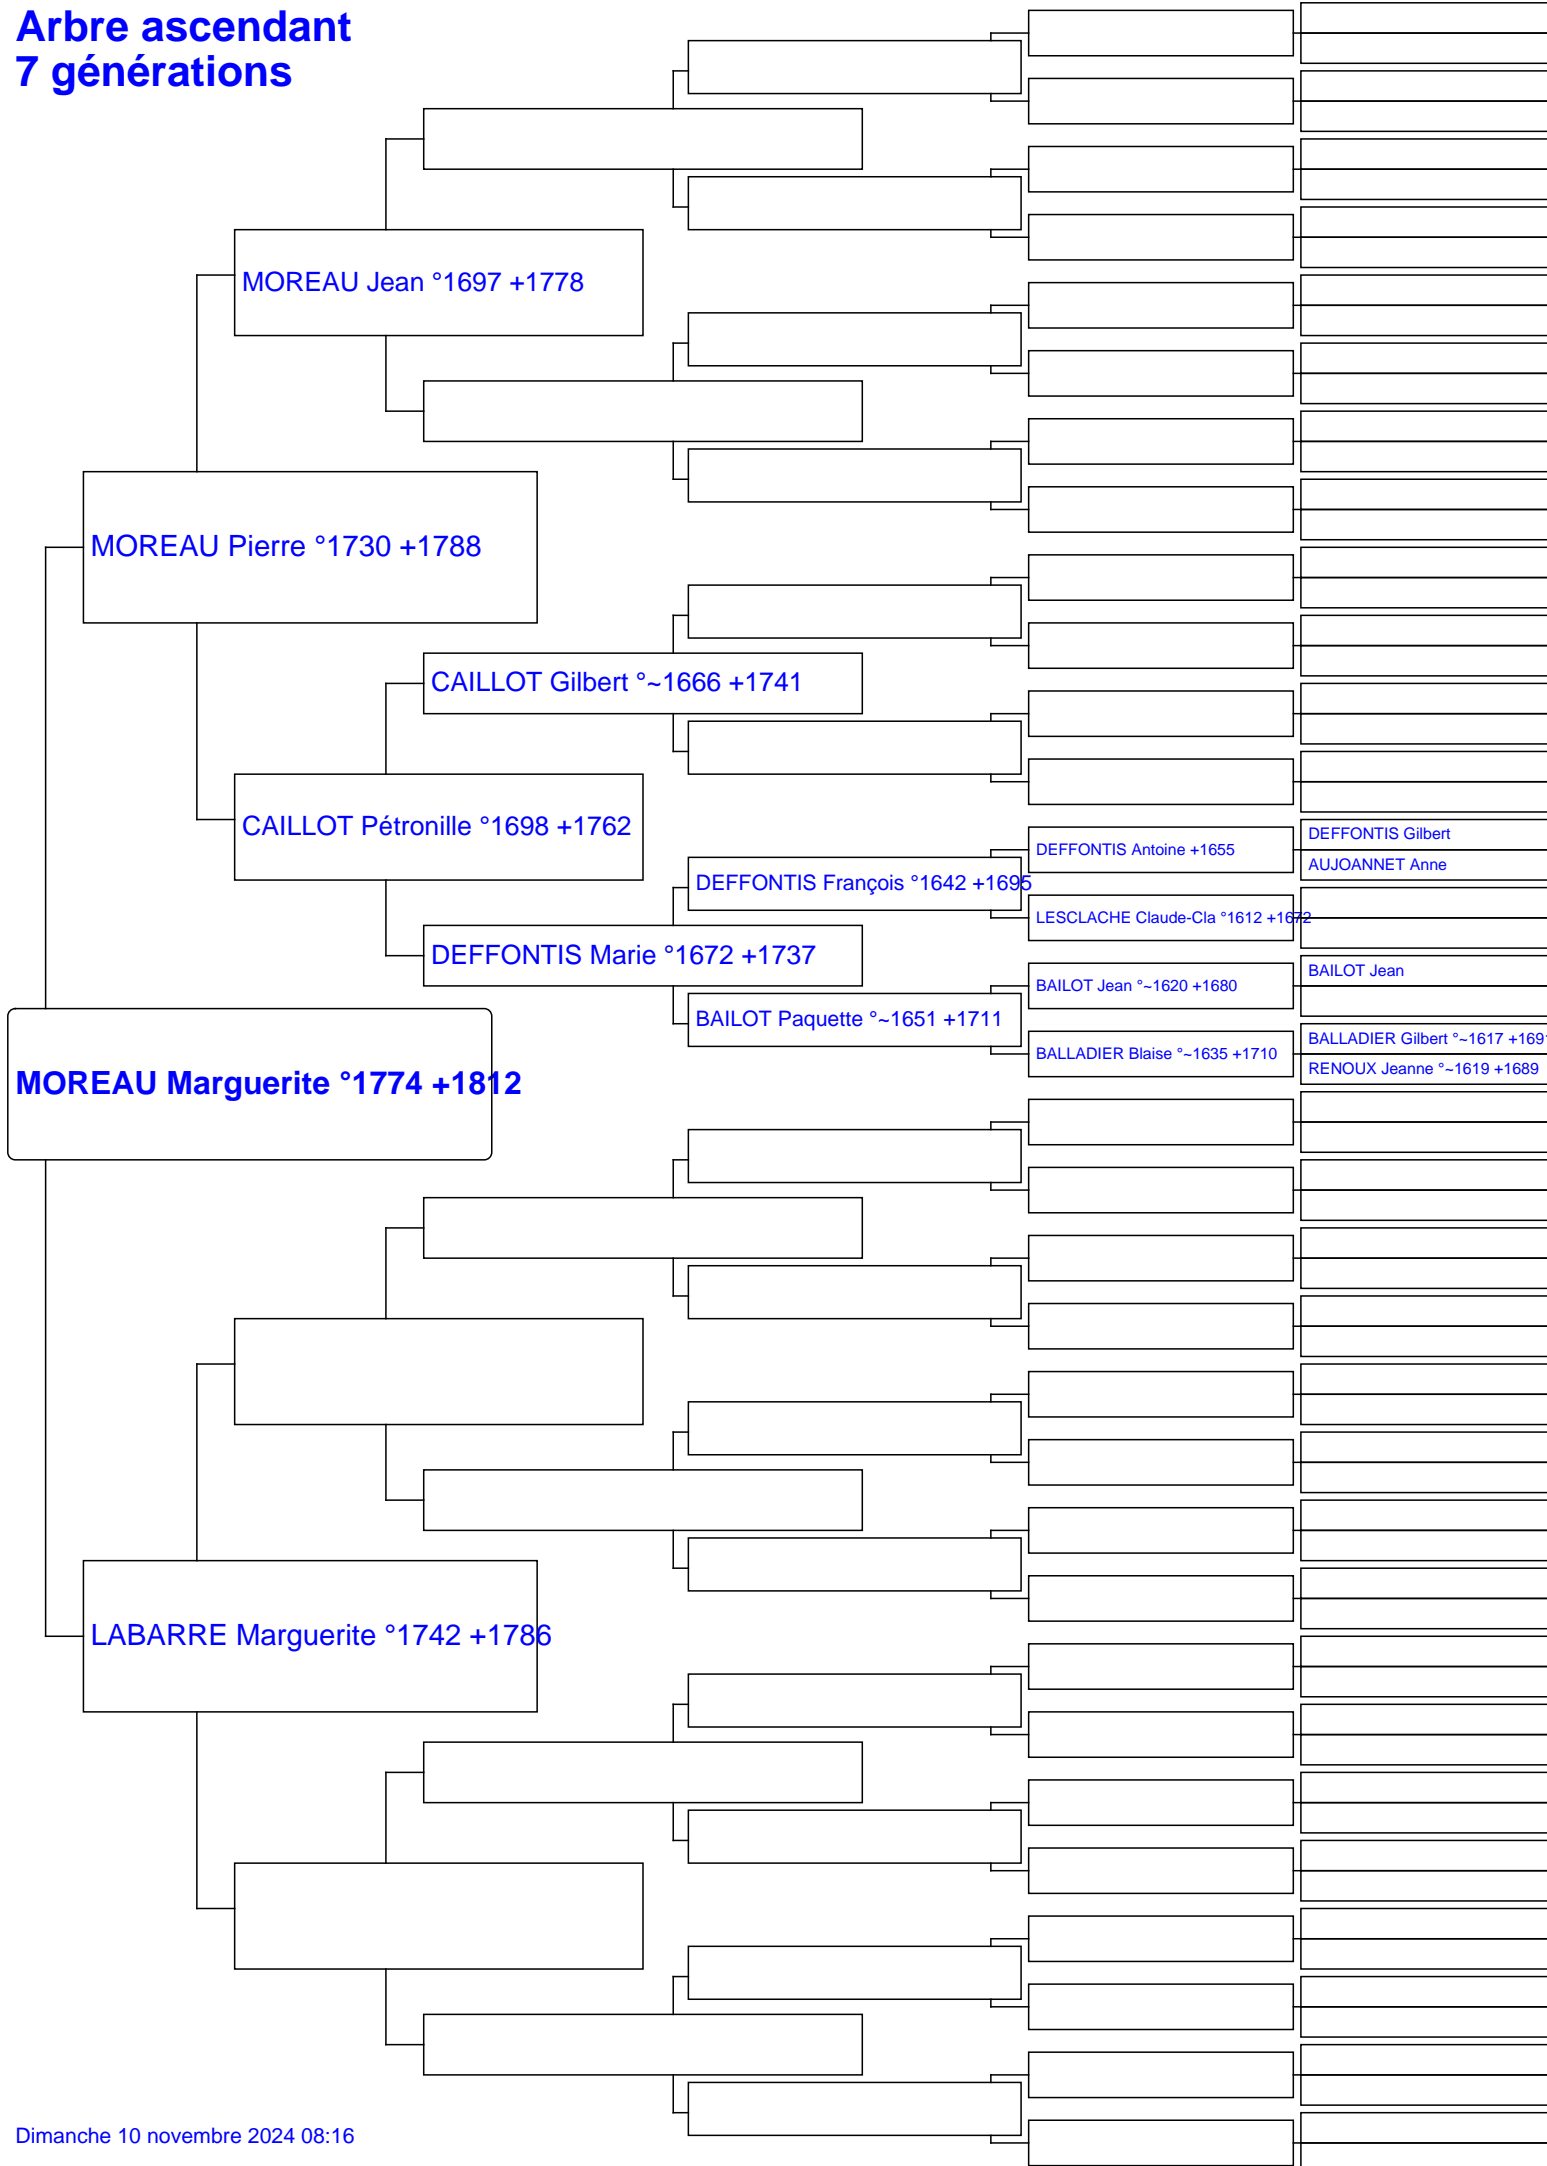 Arbre ascendant
7 générations
MOREAU Jean °1697 +1778
MOREAU Pierre °1730 +1788
CAILLOT Gilbert °~1666 +1741
CAILLOT Pétronille °1698 +1762
DEFFONTIS Gilbert
DEFFONTIS Antoine +1655
AUJOANNET Anne
DEFFONTIS François °1642 +1695
LESCLACHE Claude-Cla °1612 +1672
DEFFONTIS Marie °1672 +1737
BAILOT Jean
BAILOT Jean °~1620 +1680
BAILOT Paquette °~1651 +1711
BALLADIER Gilbert °~1617 +1691
BALLADIER Blaise °~1635 +1710
RENOUX Jeanne °~1619 +1689
MOREAU Marguerite °1774 +1812
LABARRE Marguerite °1742 +1786
Dimanche 10 novembre 2024 08:16